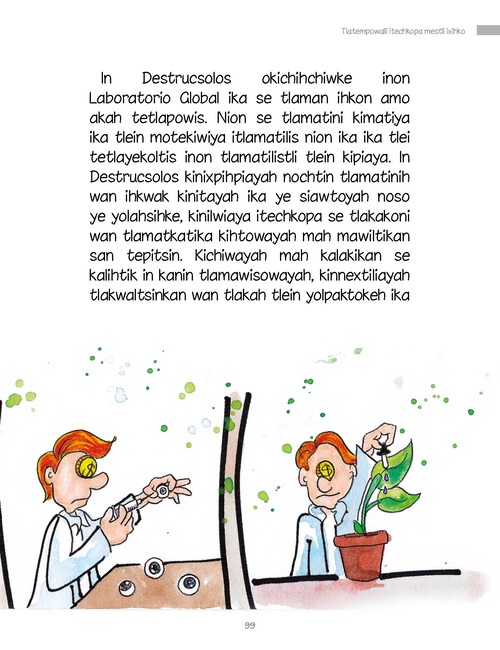 Tlatempowalli itechkopa mestli ixihko
In Destrucsolos okichihchiwke inon
Laboratorio Global ika se tlaman ihkon amo
akah tetlapowis. Nion se tlamatini kimatiya
ika tlein motekiwiya itlamatilis nion ika ika tlei
tetlayekoltis inon tlamatilistli tlein kipiaya. In
Destrucsolos kinixpihpiayah nochtin tlamatinih
wan ihkwak kinitayah ika ye siawtoyah noso
ye yolahsihke, kinilwiaya itechkopa se tlakakoni
wan tlamatkatika kihtowayah mah mawiltikan
san tepitsin. Kichiwayah mah kalakikan se
kalihtik in kanin tlamawisowayah, kinnextiliayah
tlakwaltsinkan wan tlakah tlein yolpaktokeh ika
99